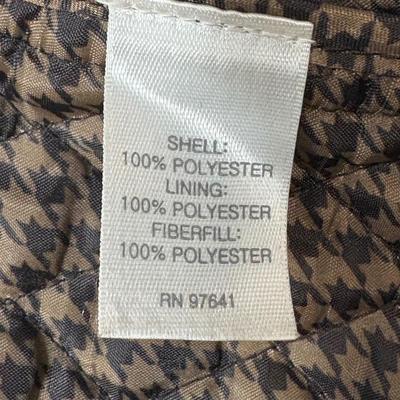 SHELL:
100% POLYESTER
LINING:
100% POLYESTER
FIBERFILL:
100% POLYESTER
RN 97641